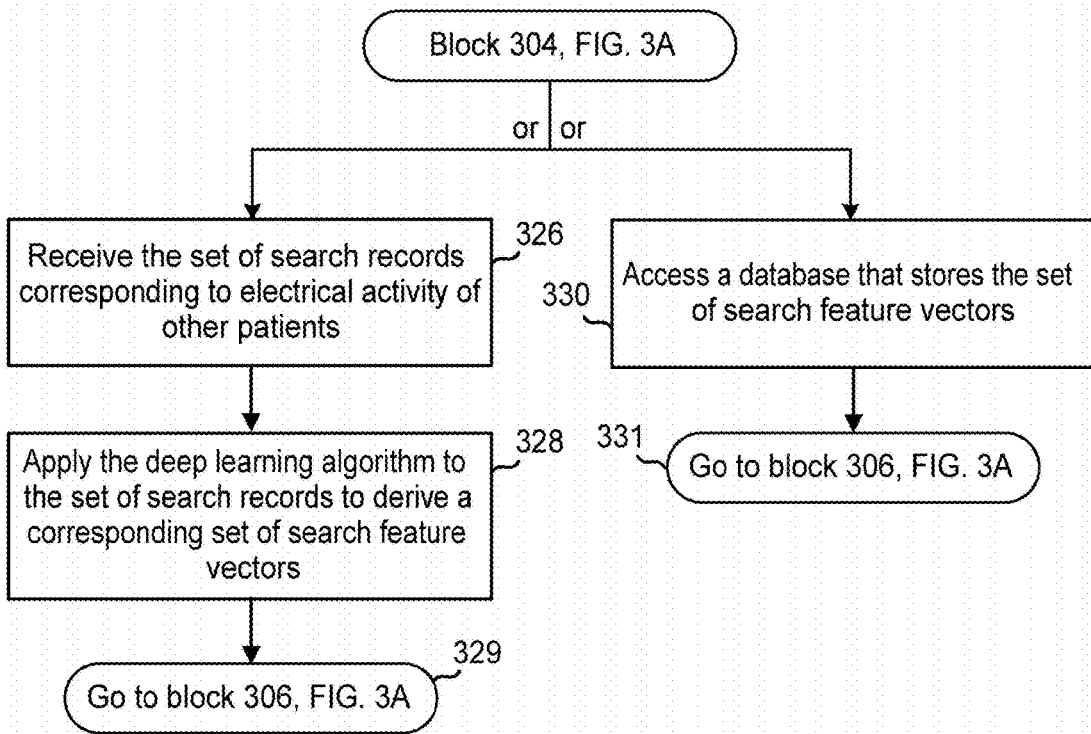 Block 304, FIG. 3A
or or
326
Receive the set of search records
corresponding to electrical activity of
other patients
330
Access a database that stores the set
of search feature vectors
328
Apply the deep learning algorithm to
the set of search records to derive a
corresponding set of search feature
vectors
331
Go to block 306, FIG. 3A
329
Go to block 306, FIG. 3A